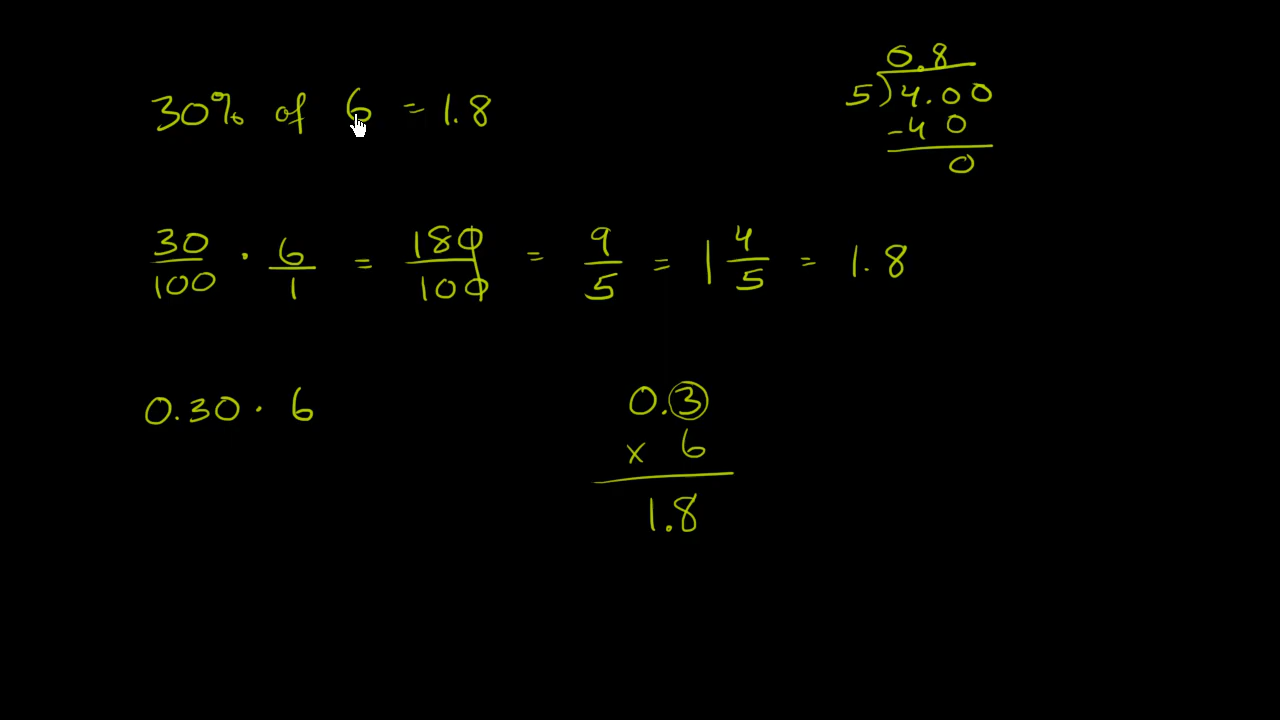 30% of 6 = 1.8
0.8
5)4.00
-40
0
30/100 · 6/1 = 180/100 = 9/5 = 1 4/5 = 1.8
0.30 · 6
0.3
x 6
1.8